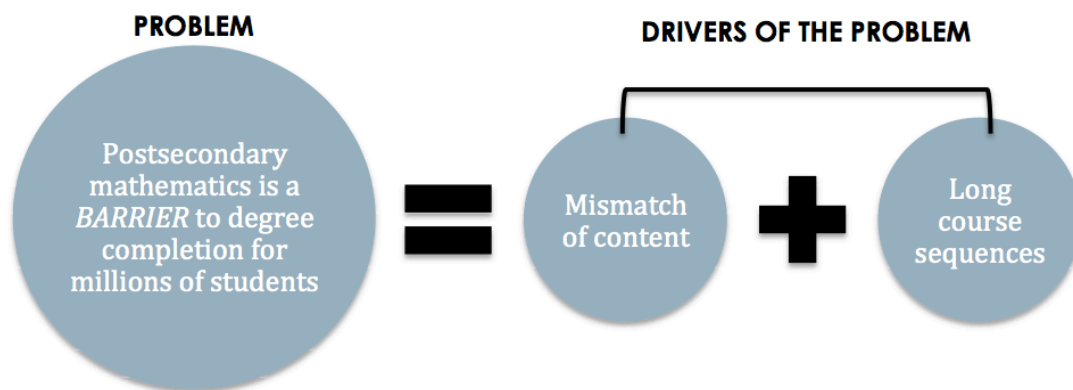 PROBLEM
Postsecondary
mathematics is a
BARRIER to degree
completion for
millions of students
DRIVERS OF THE PROBLEM
Mismatch
of content
Long
course
sequences